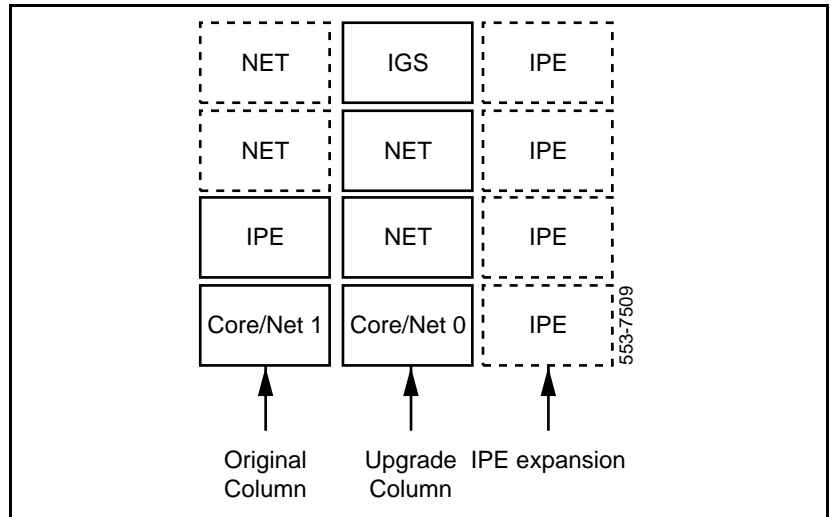 NET IGS IPE
NET NET IPE
IPE NET IPE
Core/Net 1 Core/Net 0 IPE
553-7509
Original Column
Upgrade Column
IPE expansion